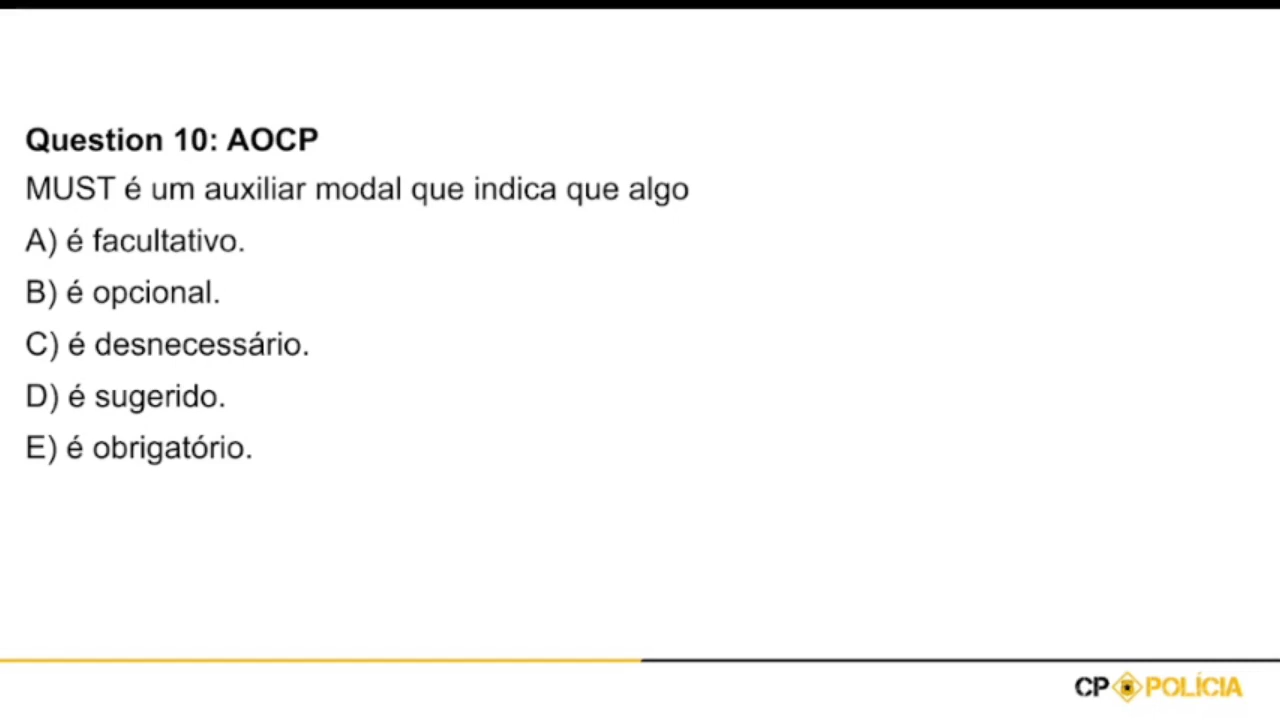 Question 10: AOCP
MUST é um auxiliar modal que indica que algo
A) é facultativo.
B) é opcional.
C) é desnecessário.
D) é sugerido.
E) é obrigatório.
CP POLÍCIA